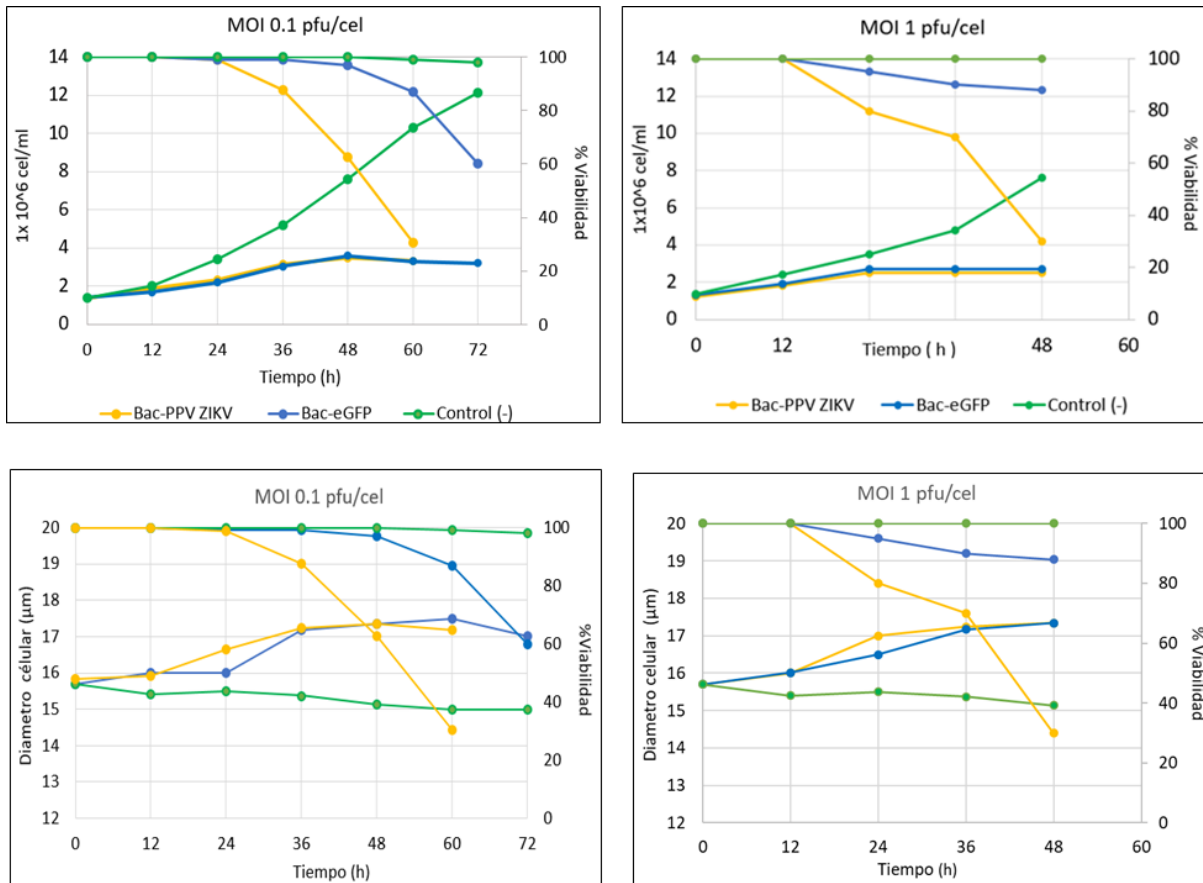 MOI 0.1 pfu/cel
14
12
10
8
6
4
2
0
1x10^6 cel/ml
100
80
60
40
20
0
% Viabilidad
0 12 24 36 48 60 72
Tiempo (h)
Bac-PPV ZIKV Bac-eGFP Control (-)
MOI 1 pfu/cel
14
12
10
8
6
4
2
0
1x10^6 cel/ml
100
80
60
40
20
0
% Viabilidad
0 12 Tiempo ( h ) 48 60
Bac-PPV ZIKV Bac-eGFP Control (-)
MOI 0.1 pfu/cel
20
19
18
17
16
15
14
13
12
Diametro célular (µm)
100
80
60
40
20
0
%Viabilidad
0 12 24 36 48 60 72
Tiempo (h)
MOI 1 pfu/cel
20
19
18
17
16
15
14
13
12
Diametro celular (µm)
100
80
60
40
20
0
% Viabilidad
0 12 24 36 48 60
Tiempo (h)